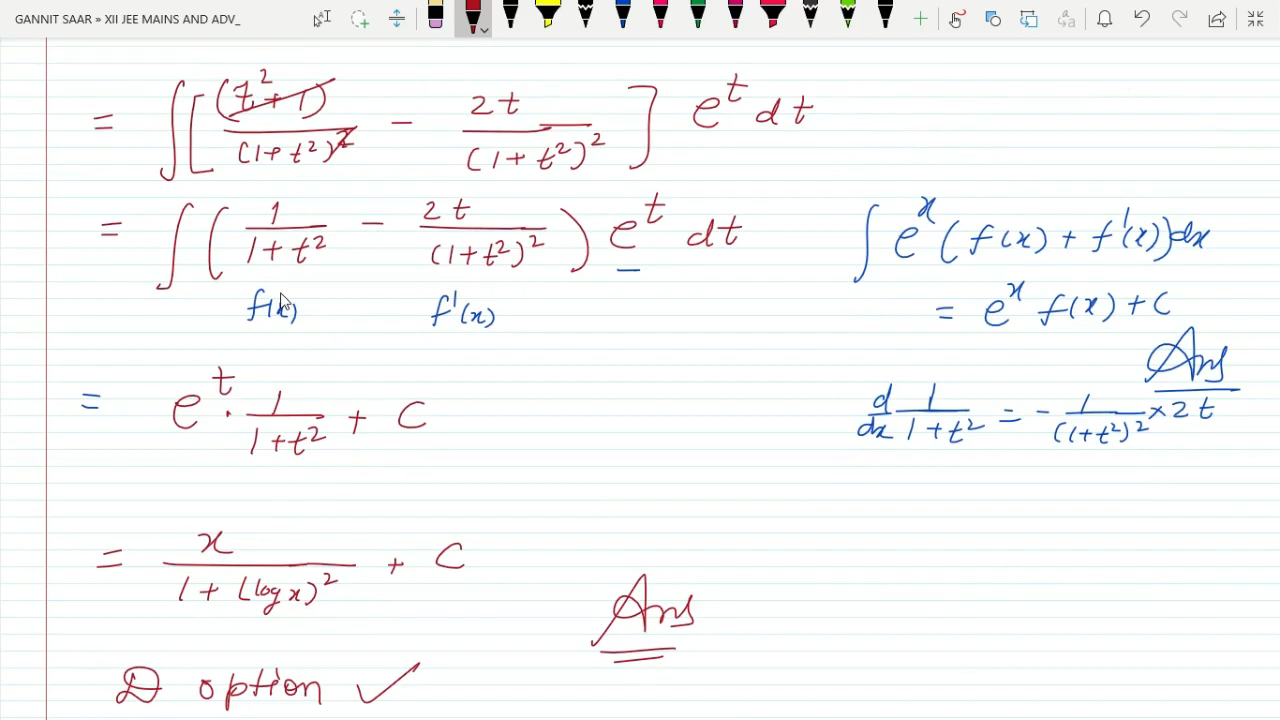 GANNIT SAAR » XII JEE MAINS AND ADV_
= ∫[ (t² + 1) / (1 + t²)² − 2t / (1 + t²)² ] e^t dt
= ∫( 1 / (1 + t²) − 2t / (1 + t²)² ) e^t dt
f(x) f'(x)
∫ e^x ( f(x) + f'(x) ) dx
= e^x f(x) + C
Ans
d/dx 1/(1 + t²) = − 1/(1 + t²)² × 2t
= e^t · 1/(1 + t²) + C
= x / (1 + (log x)²) + C
Ans
D option ✓